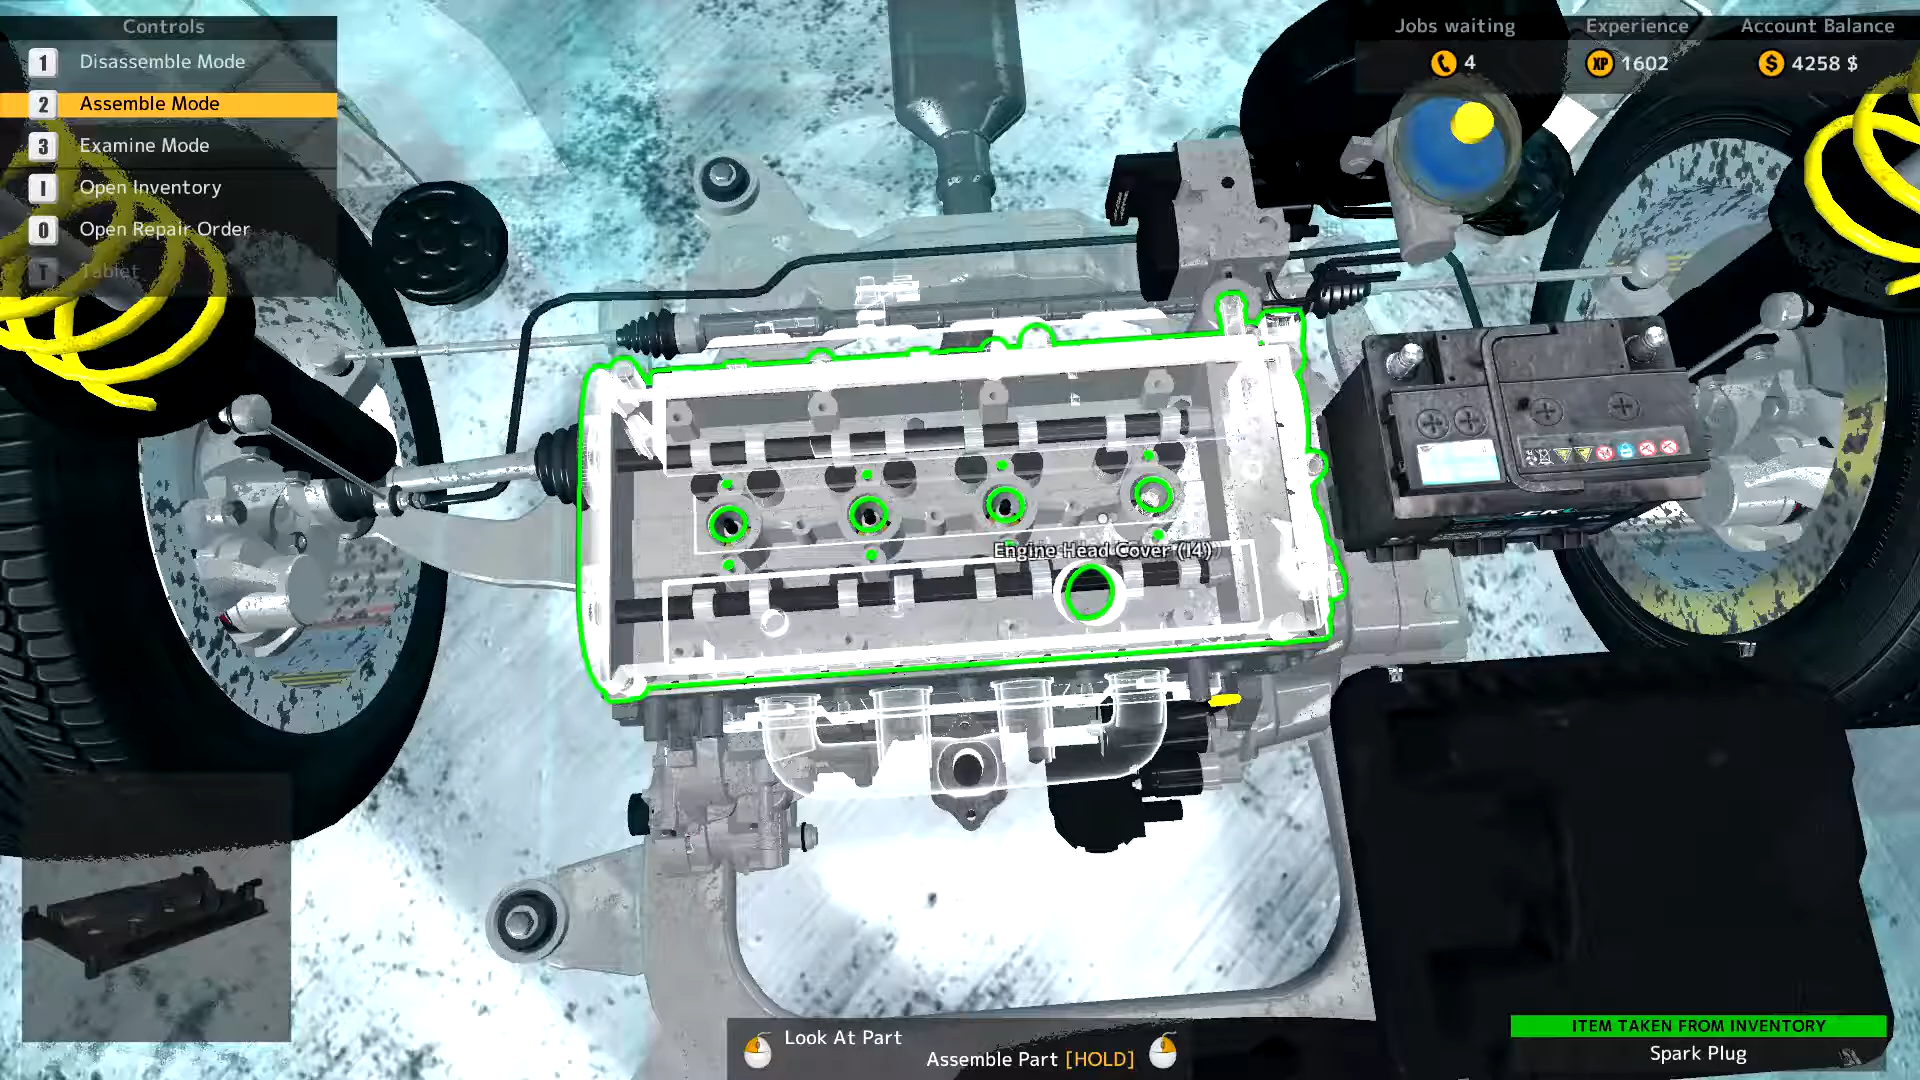 Controls
1 Disassemble Mode
2 Assemble Mode
3 Examine Mode
I Open Inventory
O Open Repair Order
T Tablet
Jobs waiting
4
Experience
XP 1602
Account Balance
$ 4258 $
Engine Head Cover (I4)
Look At Part
Assemble Part [HOLD]
ITEM TAKEN FROM INVENTORY
Spark Plug